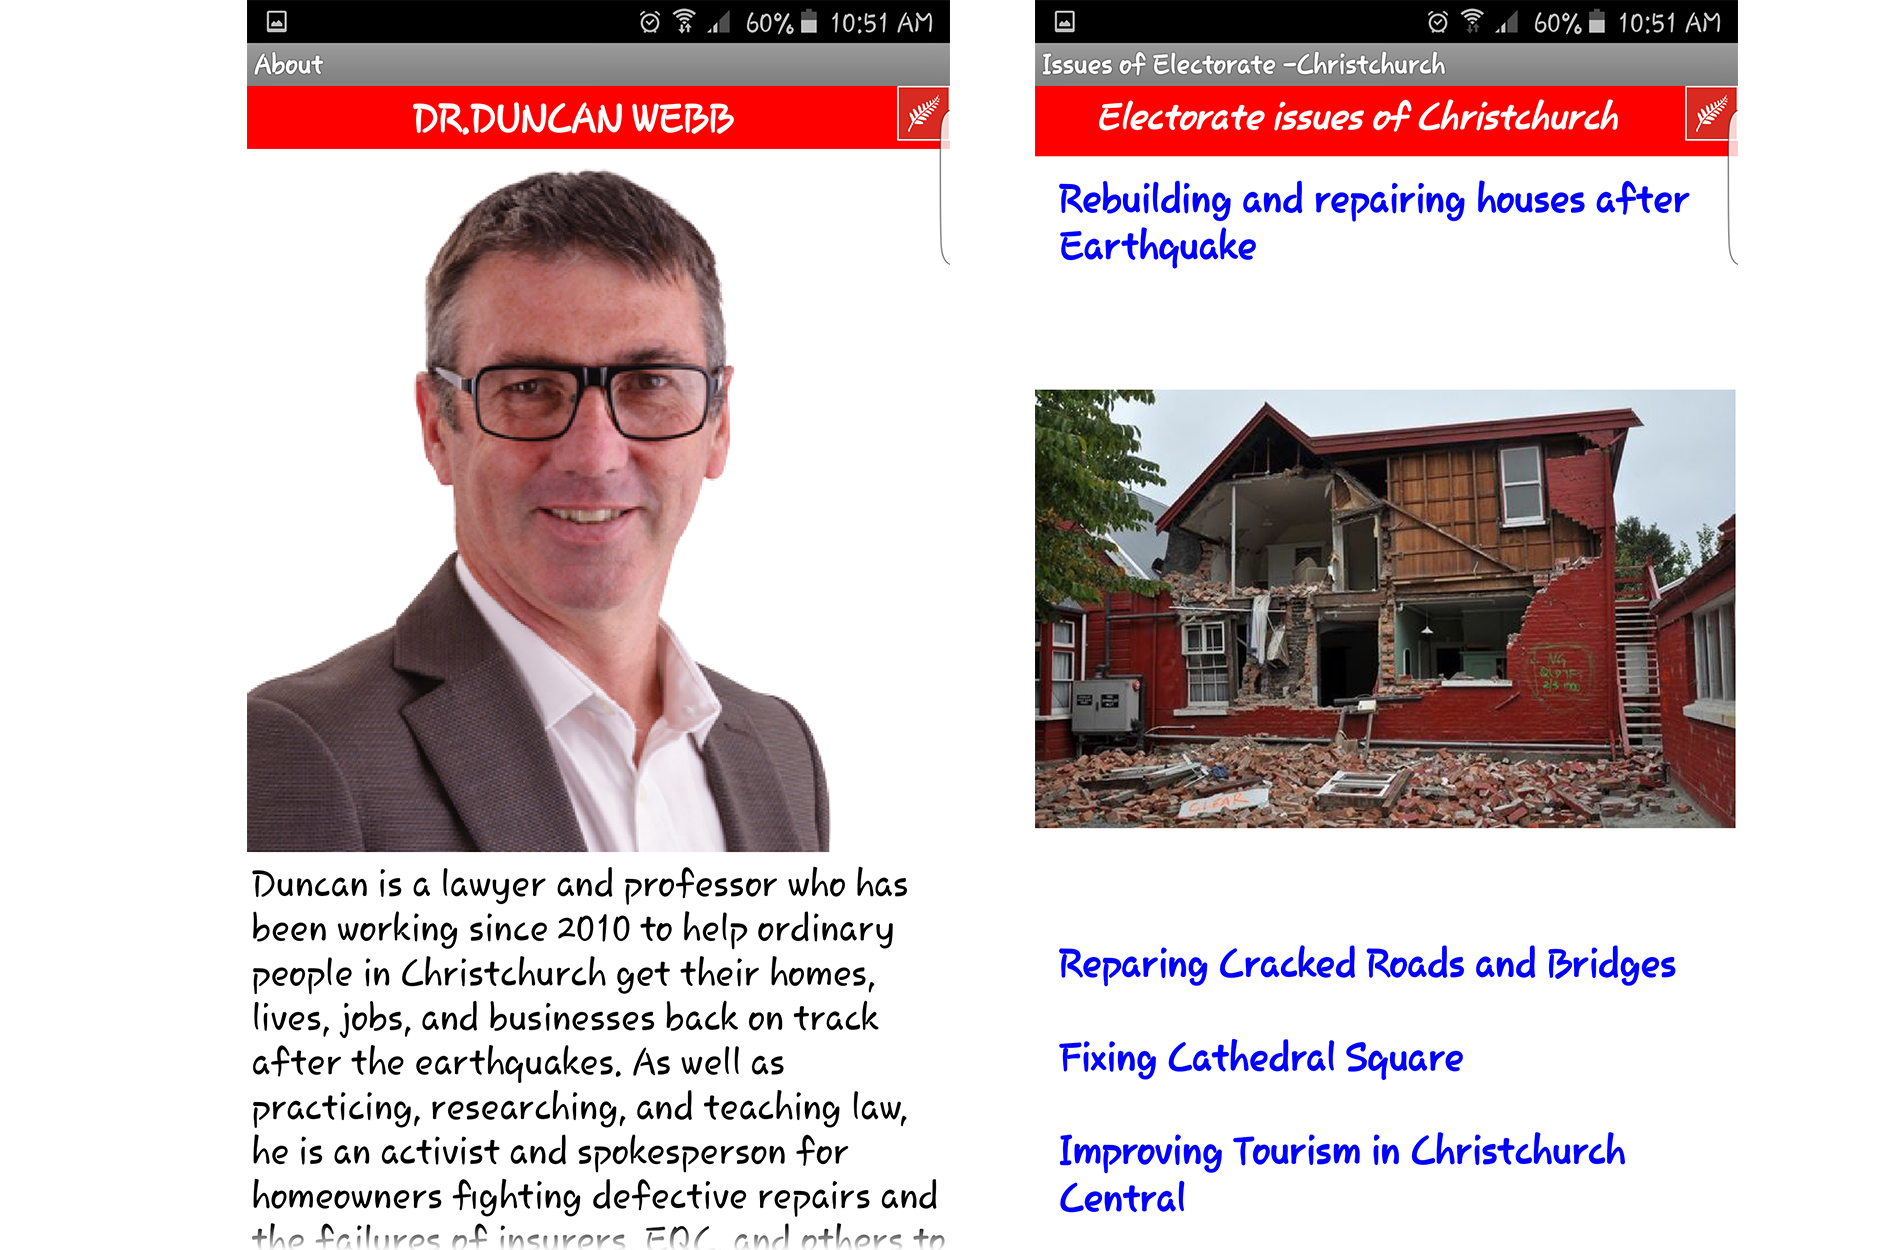 60% 10:51 AM
About
DR.DUNCAN WEBB
Duncan is a lawyer and professor who has
been working since 2010 to help ordinary
people in Christchurch get their homes,
lives, jobs, and businesses back on track
after the earthquakes. As well as
practicing, researching, and teaching law,
he is an activist and spokesperson for
homeowners fighting defective repairs and
the failures of insurers, EQC, and others to
60% 10:51 AM
Issues of Electorate -Christchurch
Electorate issues of Christchurch
Rebuilding and repairing houses after
Earthquake
CLEAR
Reparing Cracked Roads and Bridges
Fixing Cathedral Square
Improving Tourism in Christchurch
Central